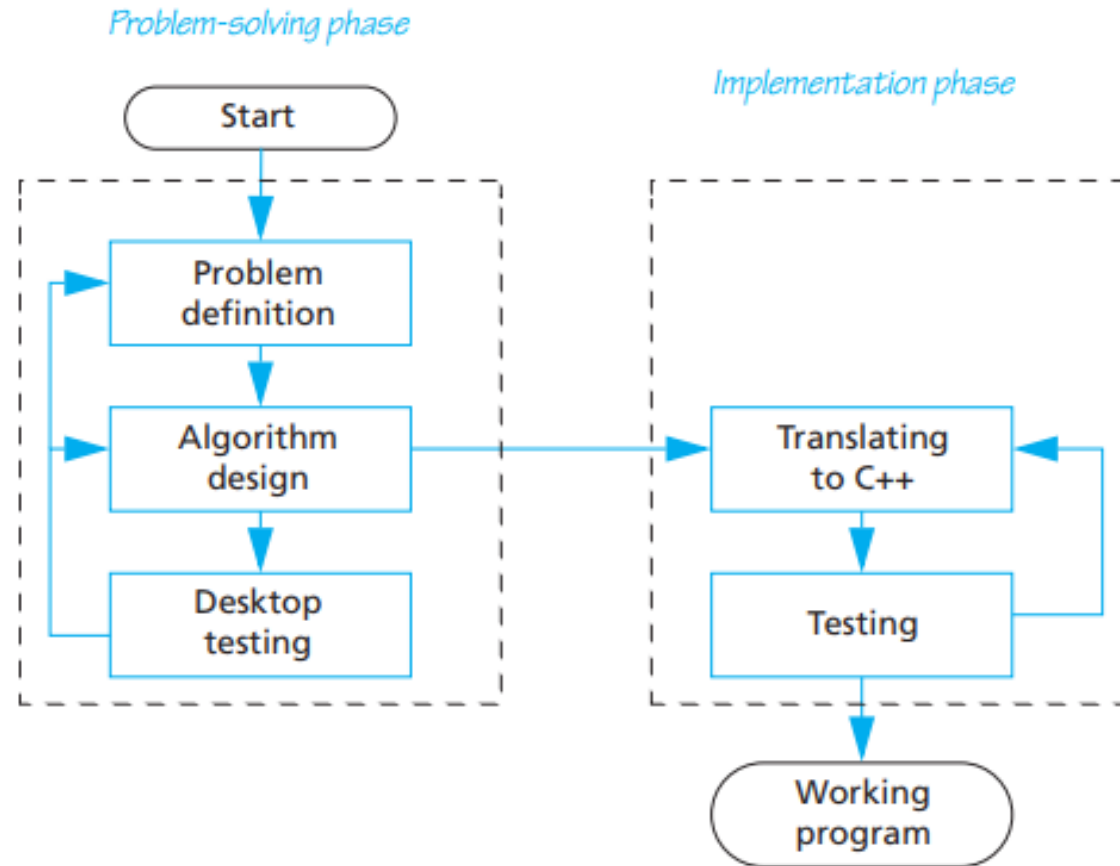 Problem-solving phase
Implementation phase
Start
Problem
definition
Algorithm
design
Translating
to C++
Desktop
testing
Testing
Working
program